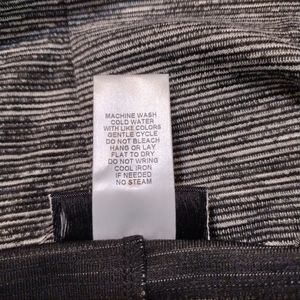 MACHINE WASH
COLD WATER
WITH LIKE COLORS
GENTLE CYCLE
DO NOT BLEACH
HANG OR LAY
FLAT TO DRY
DO NOT WRING
COOL IRON
IF NEEDED
NO STEAM